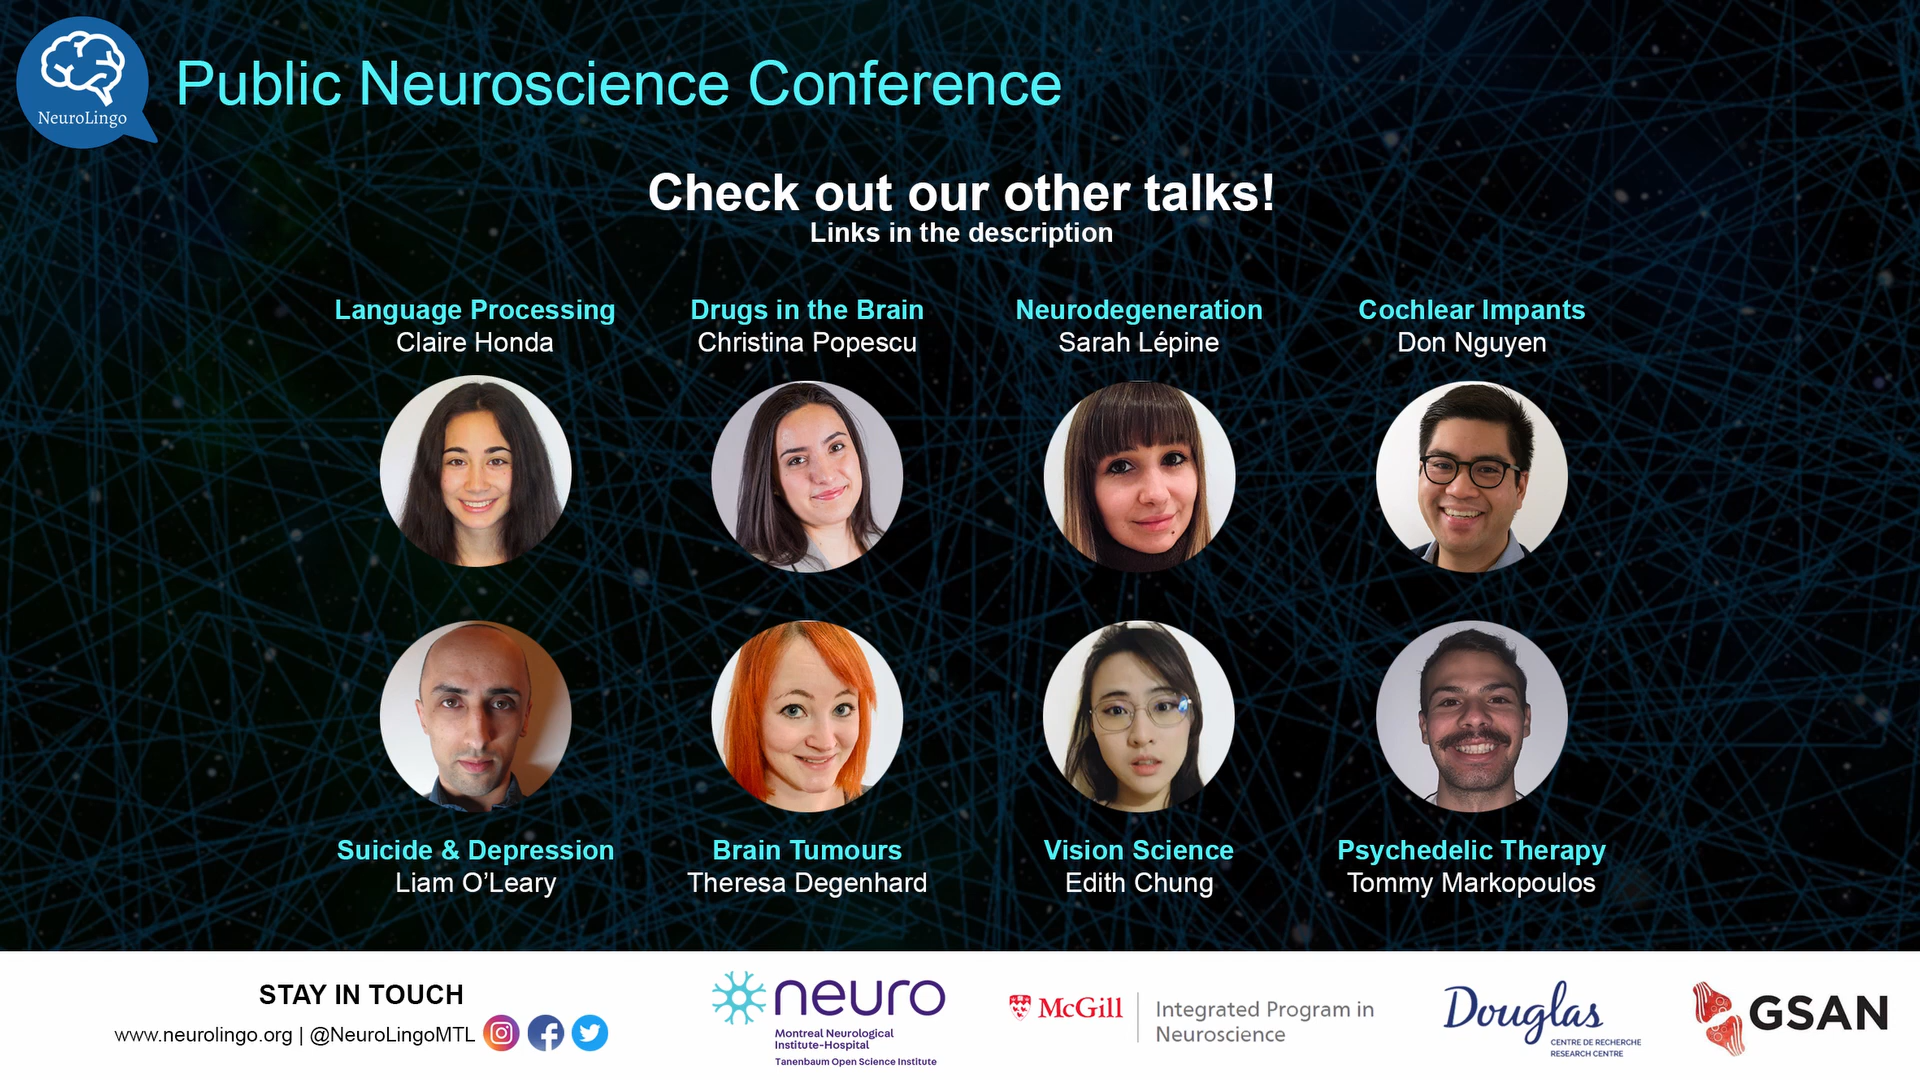 NeuroLingo
Public Neuroscience Conference
Check out our other talks!
Links in the description
Language Processing
Claire Honda
Drugs in the Brain
Christina Popescu
Neurodegeneration
Sarah Lépine
Cochlear Impants
Don Nguyen
Suicide & Depression
Liam O’Leary
Brain Tumours
Theresa Degenhard
Vision Science
Edith Chung
Psychedelic Therapy
Tommy Markopoulos
STAY IN TOUCH
www.neurolingo.org | @NeuroLingoMTL
neuro
Montreal Neurological
Institute-Hospital
Tanenbaum Open Science Institute
McGill
Integrated Program in
Neuroscience
Douglas
CENTRE DE RECHERCHE
RESEARCH CENTRE
GSAN